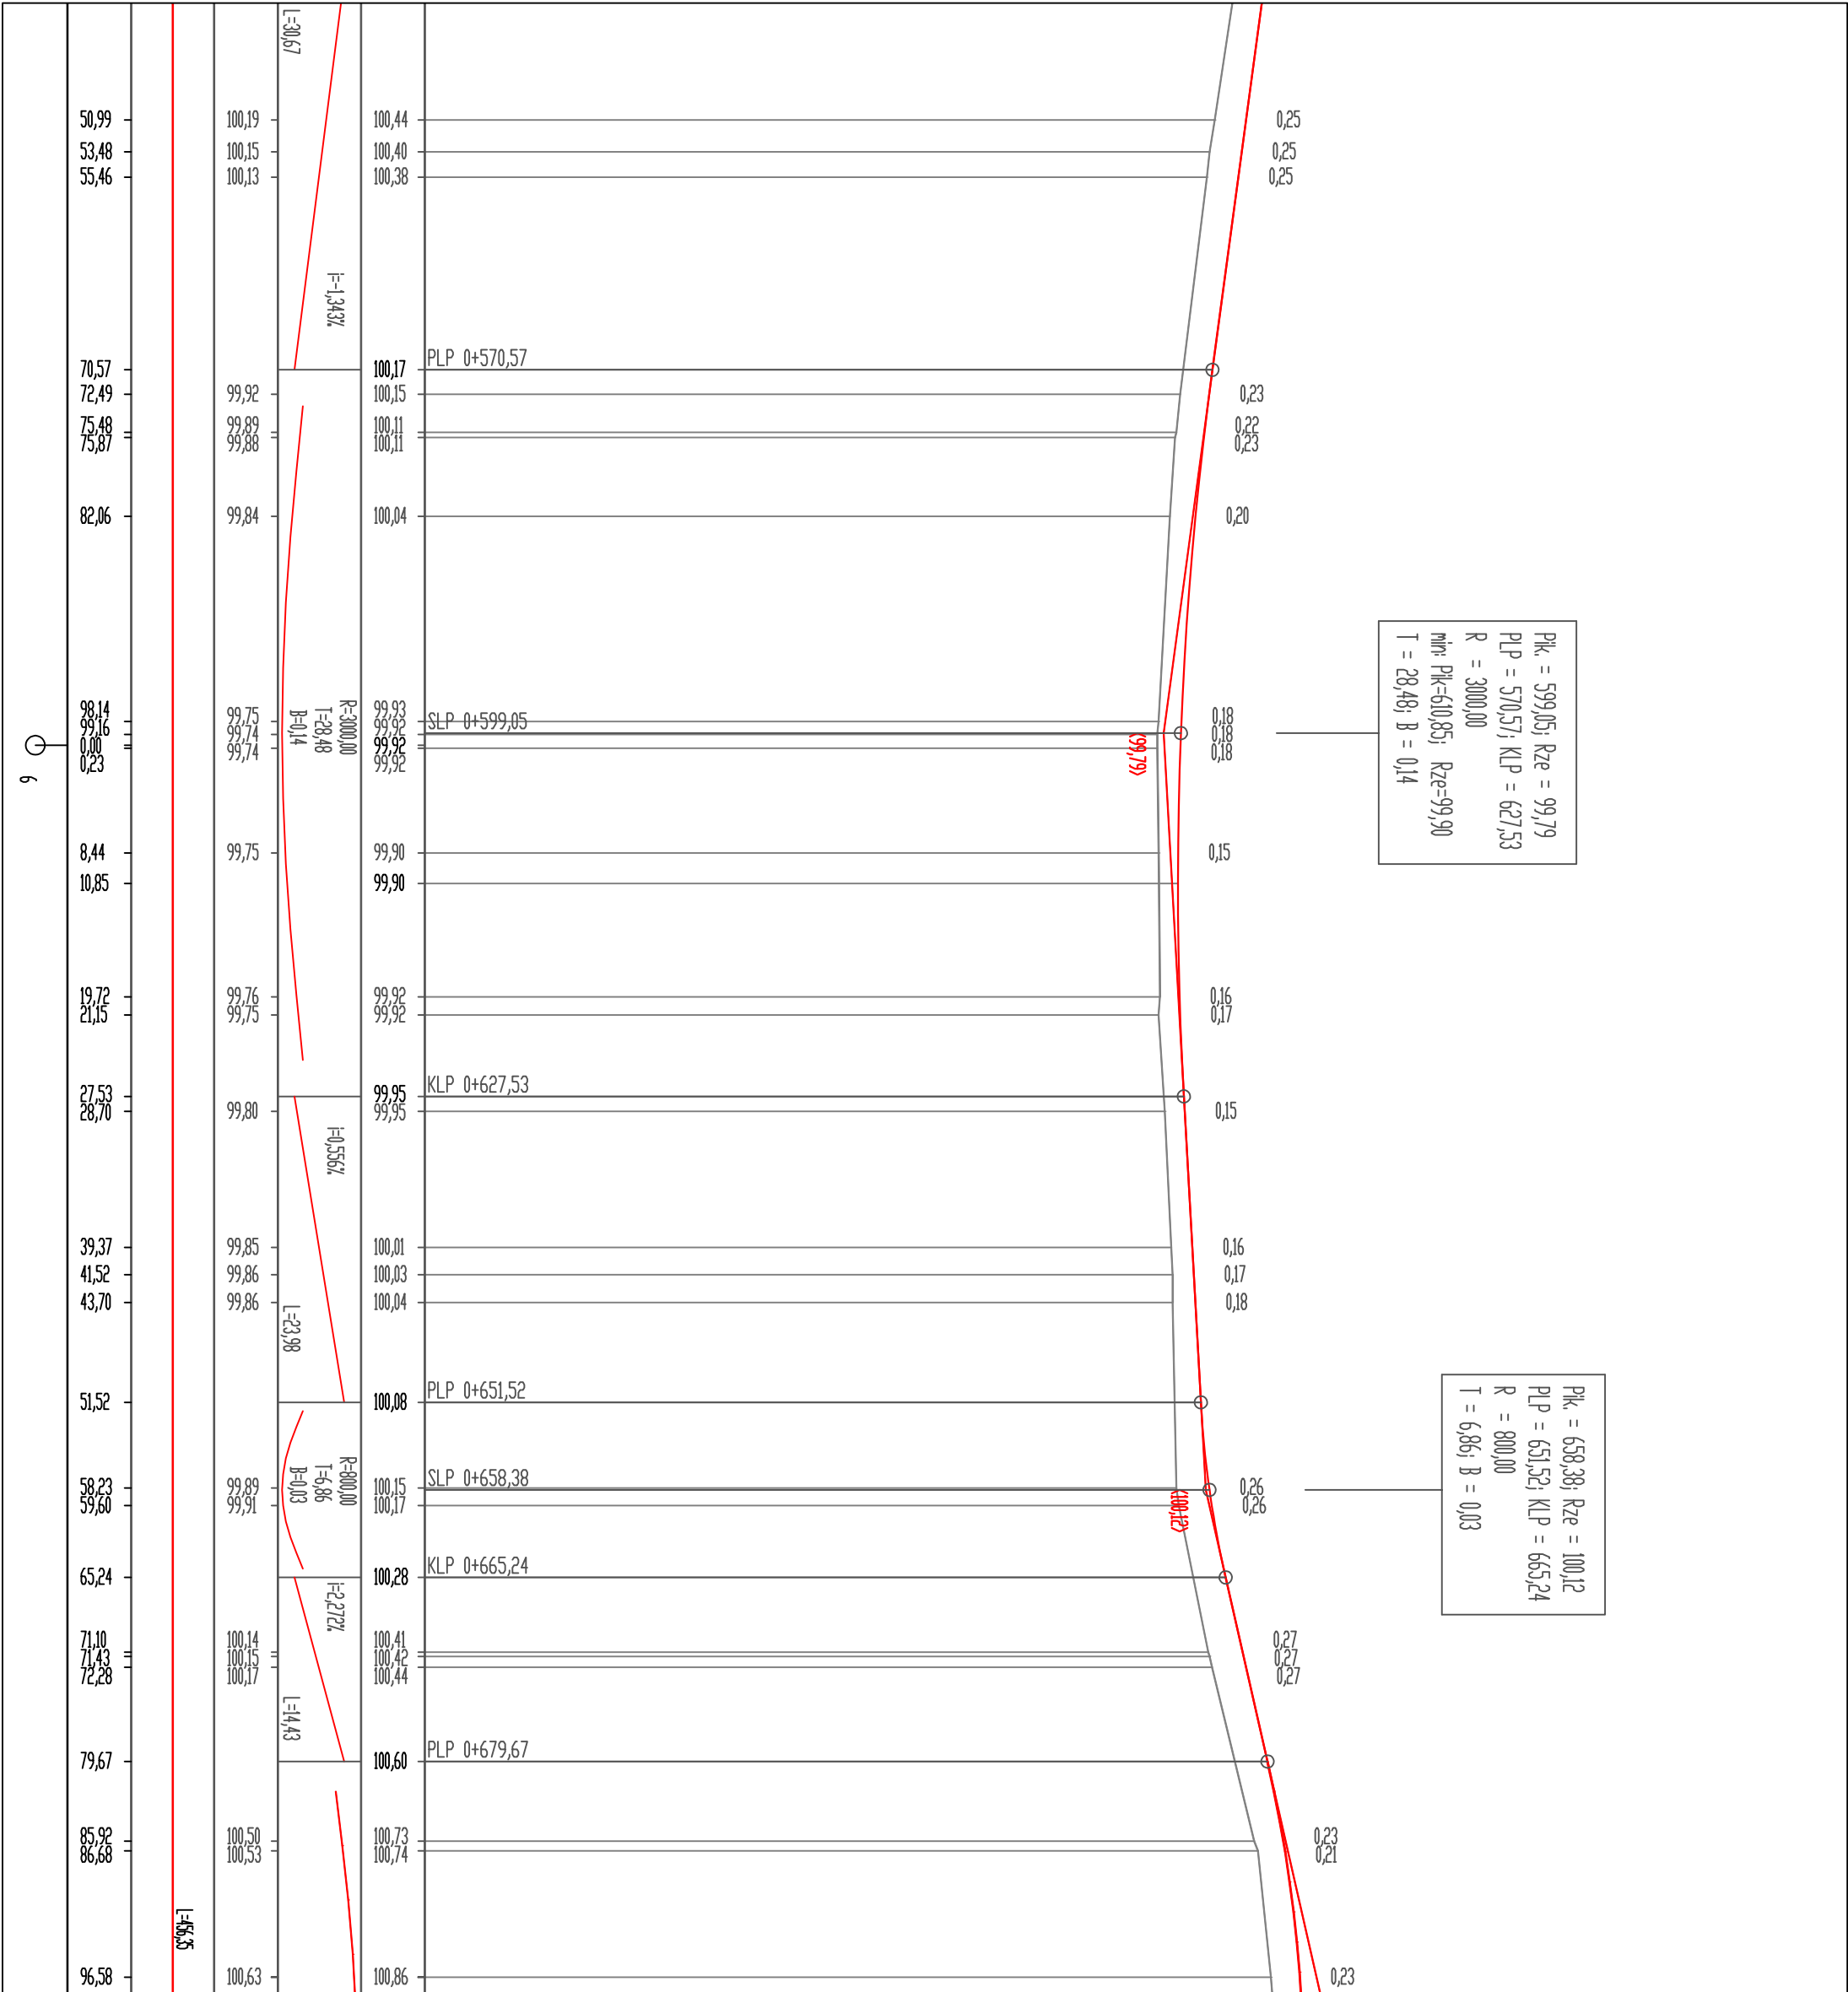 L=30,67
50,99 100,19 100,44 0,25
53,48 100,15 100,40 0,25
55,46 100,13 100,38 0,25
i=-1,343%
PLP 0+570,57
70,57 100,17
72,49 99,92 100,15 0,23
75,48 99,89 100,11 0,22
75,87 99,88 100,11 0,23
82,06 99,84 100,04 0,20
Pik. = 599,05; Rze = 99,79
PLP = 570,57; KLP = 627,53
R = 3000,00
min: Pik=610,85; Rze=99,90
T = 28,48; B = 0,14
R=3000,00
T=28,48
B=0,14
98,14 99,75 99,93 0,18
SLP 0+599,05
99,16 99,74 99,92 0,18
0,00 99,92
0,23 99,74 99,92 0,18
(99,79)
6
8,44 99,75 99,90 0,15
10,85 99,90
19,72 99,76 99,92 0,16
21,15 99,75 99,92 0,17
KLP 0+627,53
27,53 99,95
28,70 99,80 99,95 0,15
i=0,556%
39,37 99,85 100,01 0,16
41,52 99,86 100,03 0,17
43,70 99,86 100,04 0,18
L=23,98
PLP 0+651,52
51,52 100,08
Pik. = 658,38; Rze = 100,12
PLP = 651,52; KLP = 665,24
R = 800,00
T = 6,86; B = 0,03
R=800,00
T=6,86
B=0,03
SLP 0+658,38
58,23 99,89 100,15 0,26
59,60 99,91 100,17 0,26
(100,12)
KLP 0+665,24
65,24 100,28
i=2,272%
71,10 100,14 100,41 0,27
71,43 100,15 100,42 0,27
72,28 100,17 100,44 0,27
L=14,43
PLP 0+679,67
79,67 100,60
85,92 100,50 100,73 0,23
86,68 100,53 100,74 0,21
L=456,35
96,58 100,63 100,86 0,23